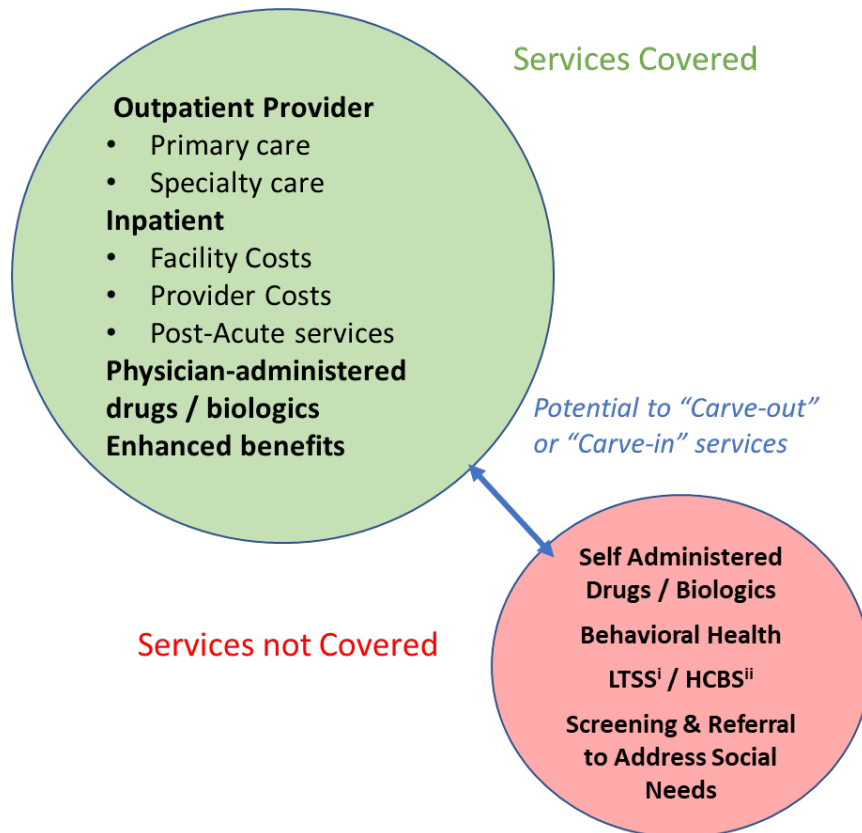 Services Covered
Outpatient Provider
• Primary care
• Specialty care
Inpatient
• Facility Costs
• Provider Costs
• Post-Acute services
Physician-administered
drugs / biologics
Enhanced benefits
Potential to “Carve-out”
or “Carve-in” services
Services not Covered
Self Administered
Drugs / Biologics
Behavioral Health
LTSSⁱ / HCBSⁱⁱ
Screening & Referral
to Address Social
Needs